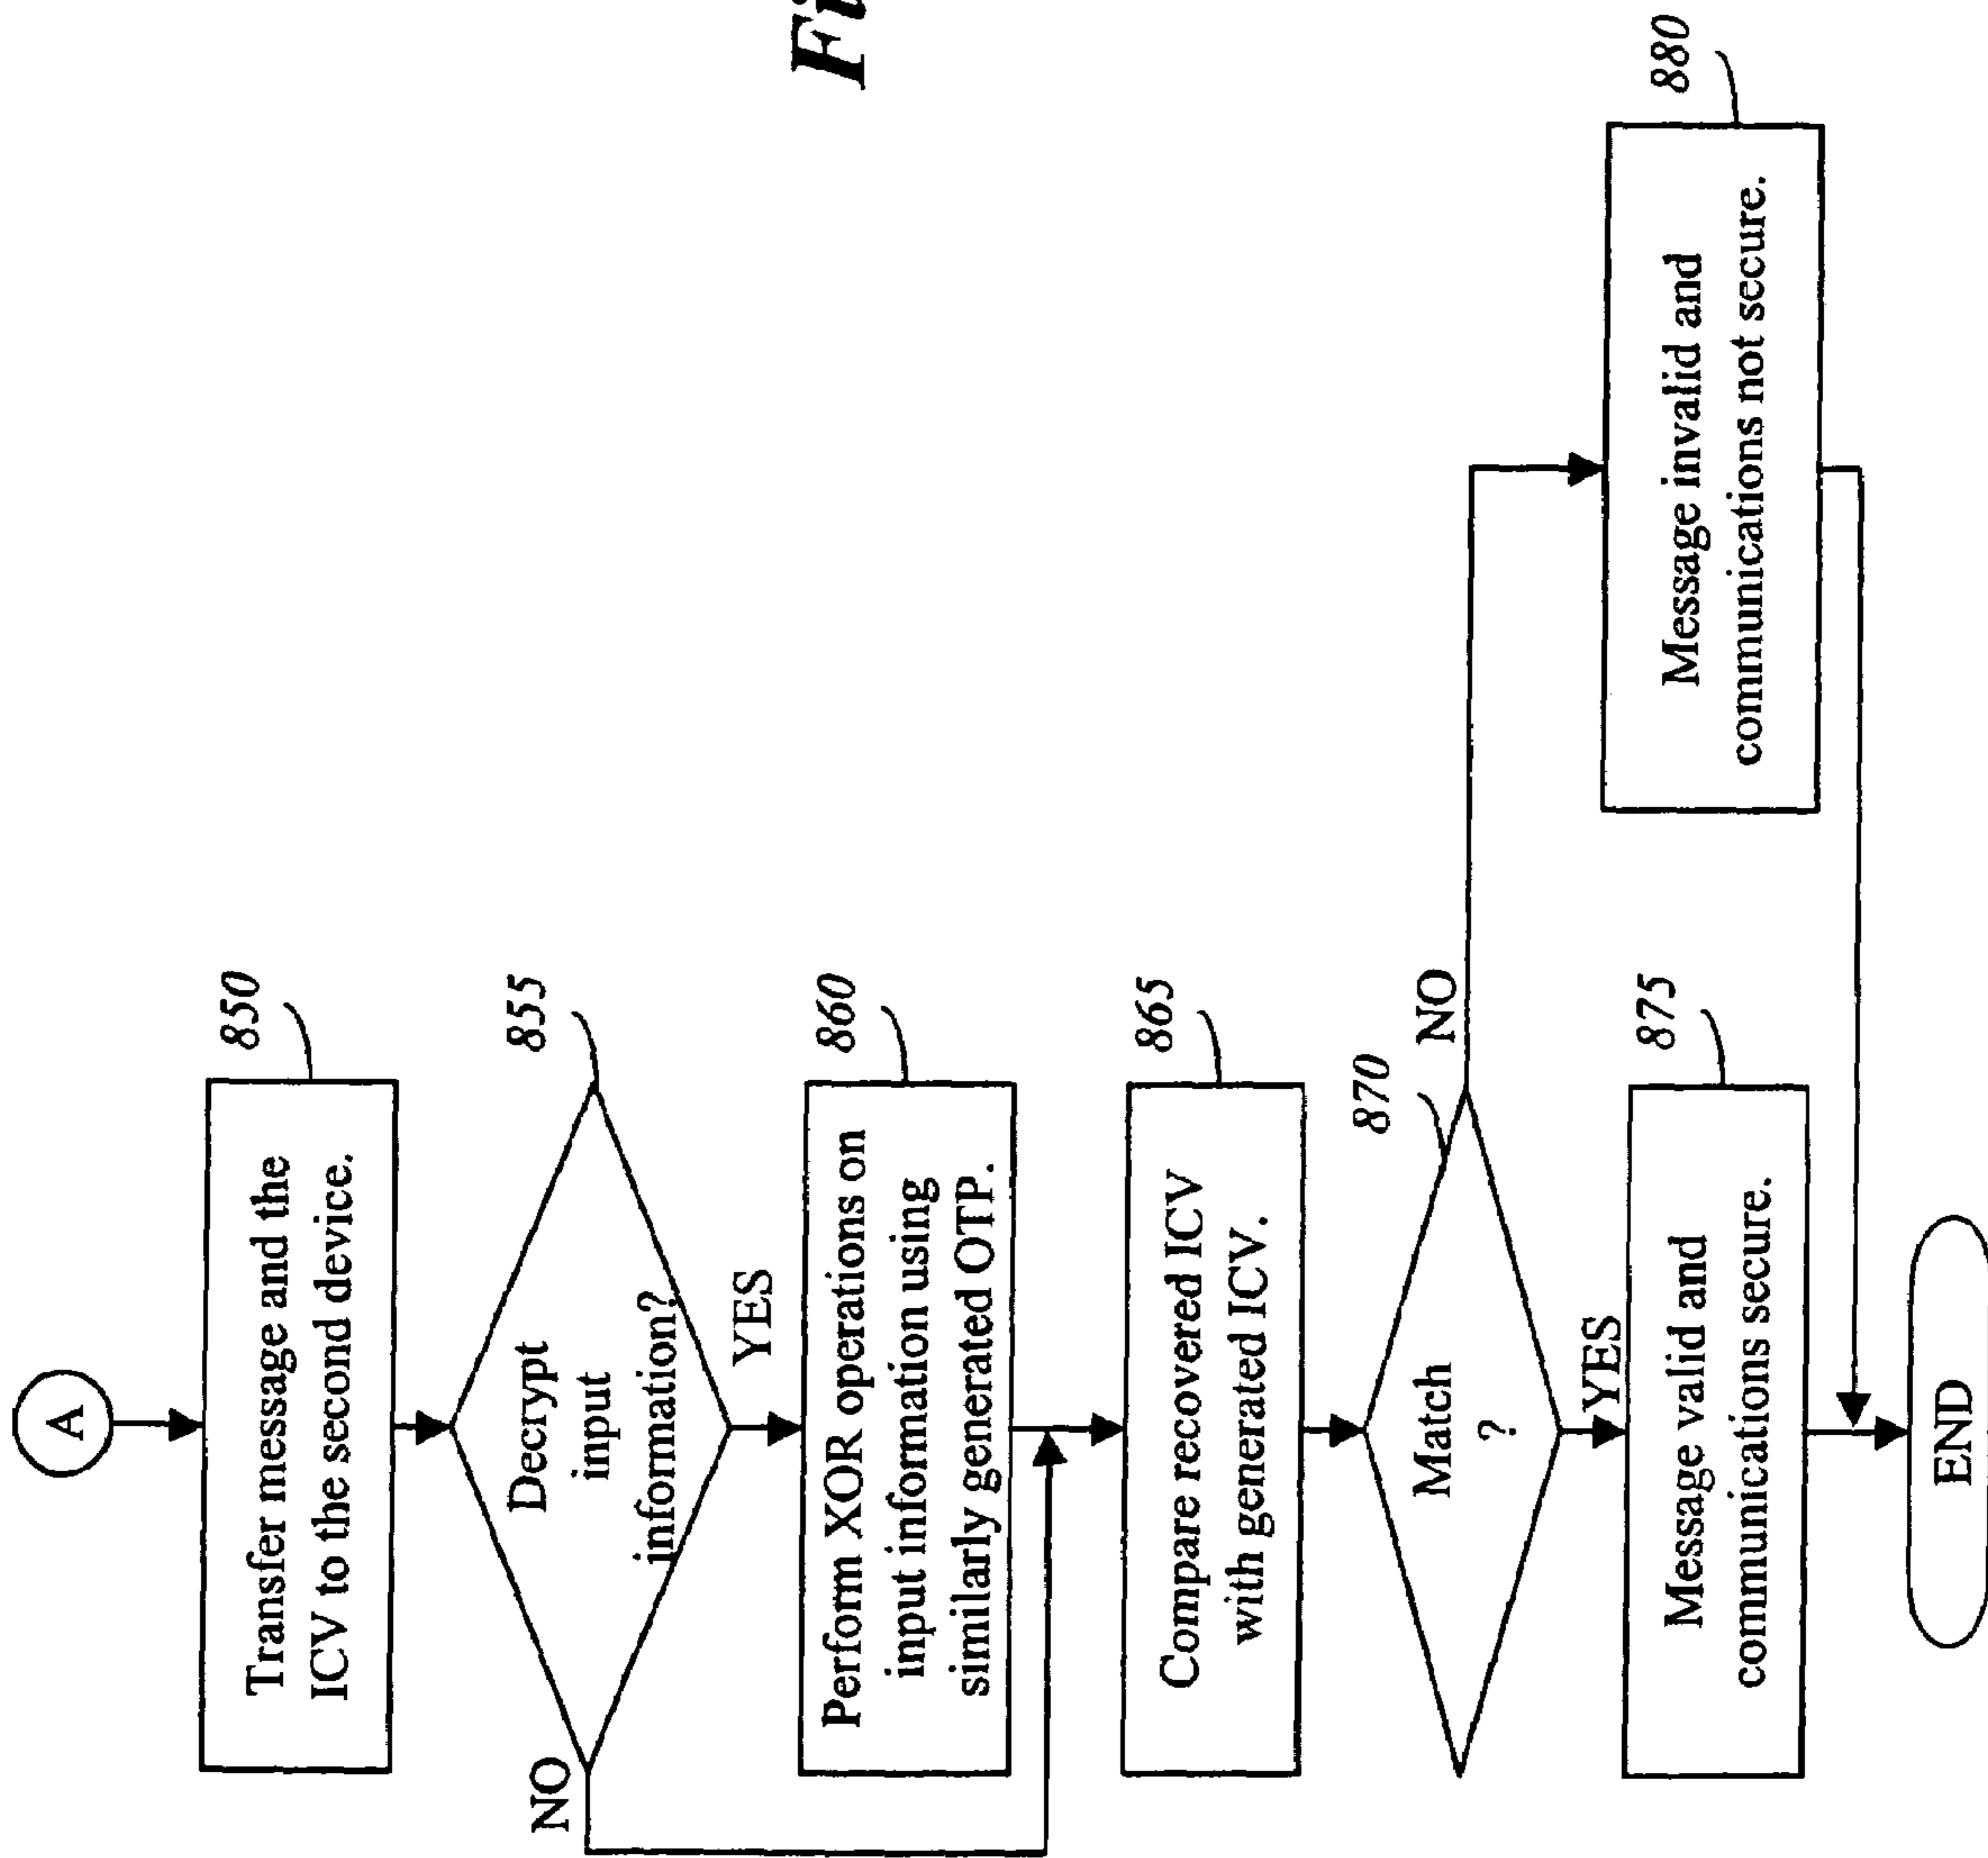 A
850
Transfer message and the
ICV to the second device.
855
Decrypt
input
information?
NO
YES
860
Perform XOR operations on
input information using
similarly generated OTP.
865
Compare recovered ICV
with generated ICV.
870
Match
?
NO
YES
875
Message valid and
communications secure.
880
Message invalid and
communications not secure.
END